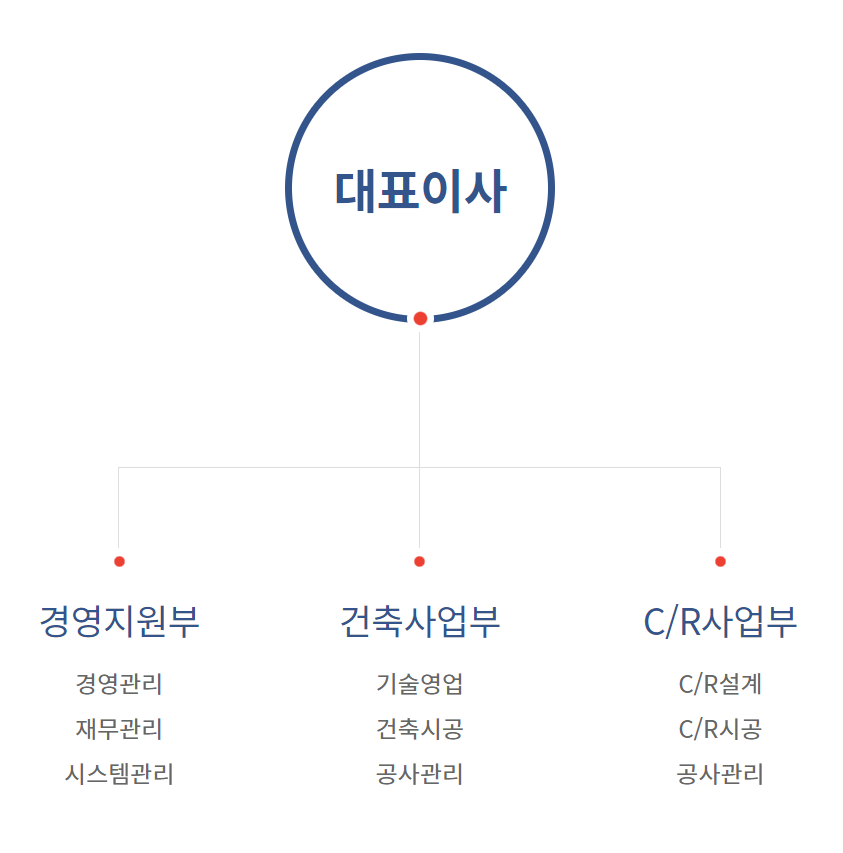 대표이사
경영지원부
경영관리
재무관리
시스템관리
건축사업부
기술영업
건축시공
공사관리
C/R사업부
C/R설계
C/R시공
공사관리